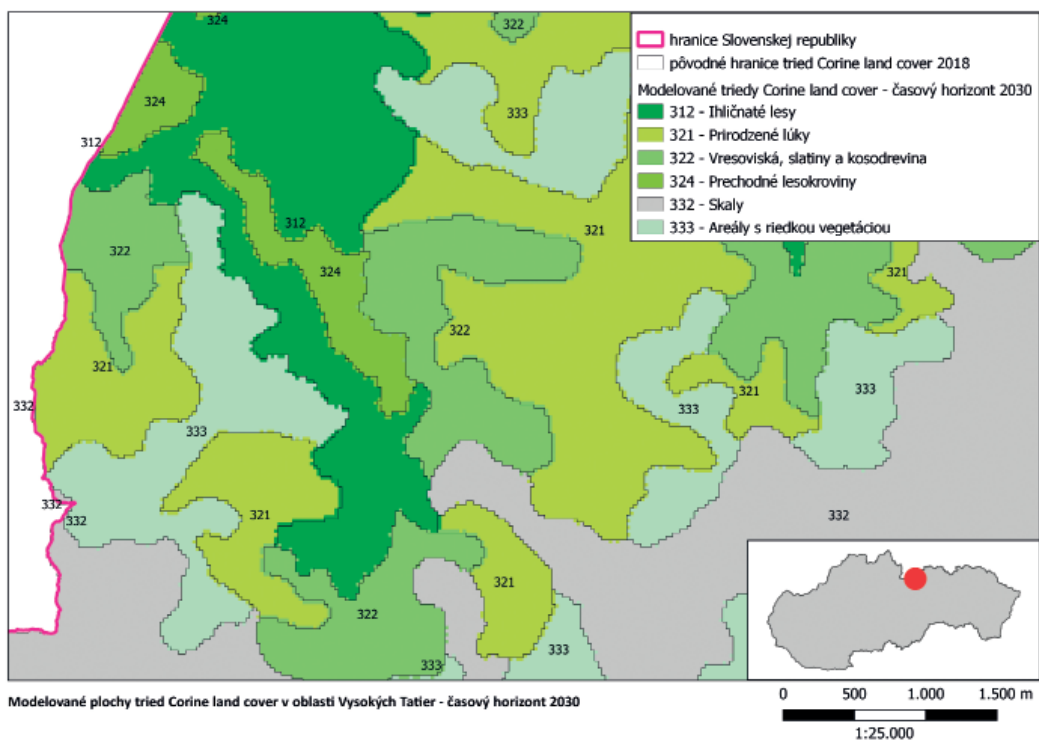 324
322
hranice Slovenskej republiky
pôvodné hranice tried Corine land cover 2018
Modelované triedy Corine land cover - časový horizont 2030
312 - Ihličnaté lesy
321 - Prirodzené lúky
322 - Vresoviská, slatiny a kosodrevina
324 - Prechodné lesokroviny
332 - Skaly
333 - Areály s riedkou vegetáciou
324
333
312
312
321
322
324
321
322
321
321
333
332
333
333
332
332
321
332
321
322
333
333
Modelované plochy tried Corine land cover v oblasti Vysokých Tatier - časový horizont 2030
0 500 1.000 1.500 m
1:25.000